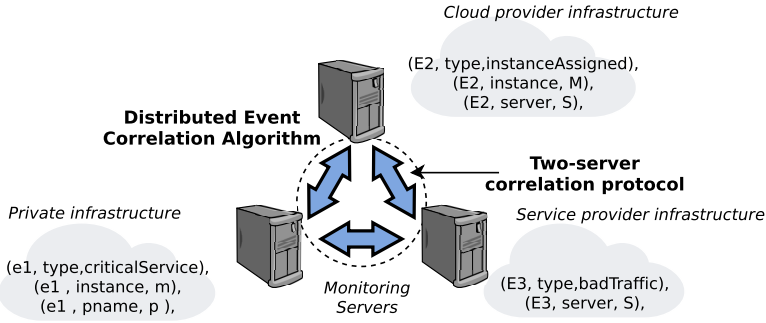 Cloud provider infrastructure
(E2, type,instanceAssigned),
(E2, instance, M),
(E2, server, S),
Distributed Event
Correlation Algorithm
Two-server
correlation protocol
Private infrastructure
(e1, type,criticalService),
(e1 , instance, m),
(e1 , pname, p ),
Monitoring
Servers
Service provider infrastructure
(E3, type,badTraffic),
(E3, server, S),